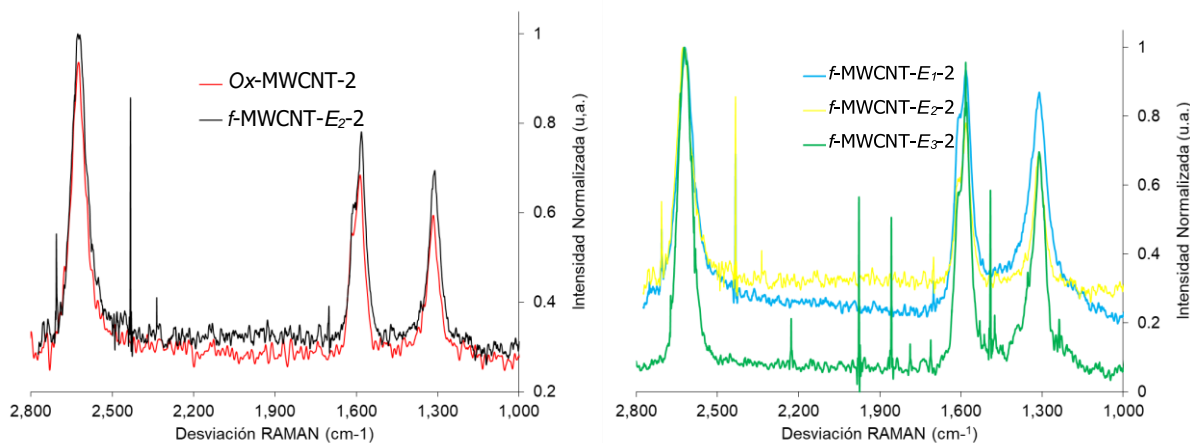 Ox-MWCNT-2
f-MWCNT-E2-2
1
0.8
0.6
0.4
0.2
Intensidad Normalizada (u,a.)
2,800 2,500 2,200 1,900 1,600 1,300 1,000
Desviación RAMAN (cm-1)
f-MWCNT-E1-2
f-MWCNT-E2-2
f-MWCNT-E3-2
1
0.8
0.6
0.4
0.2
0
Intensidad Normalizada (u.a.)
2,800 2,500 2,200 1,900 1,600 1,300 1,000
Desviación RAMAN (cm⁻¹)